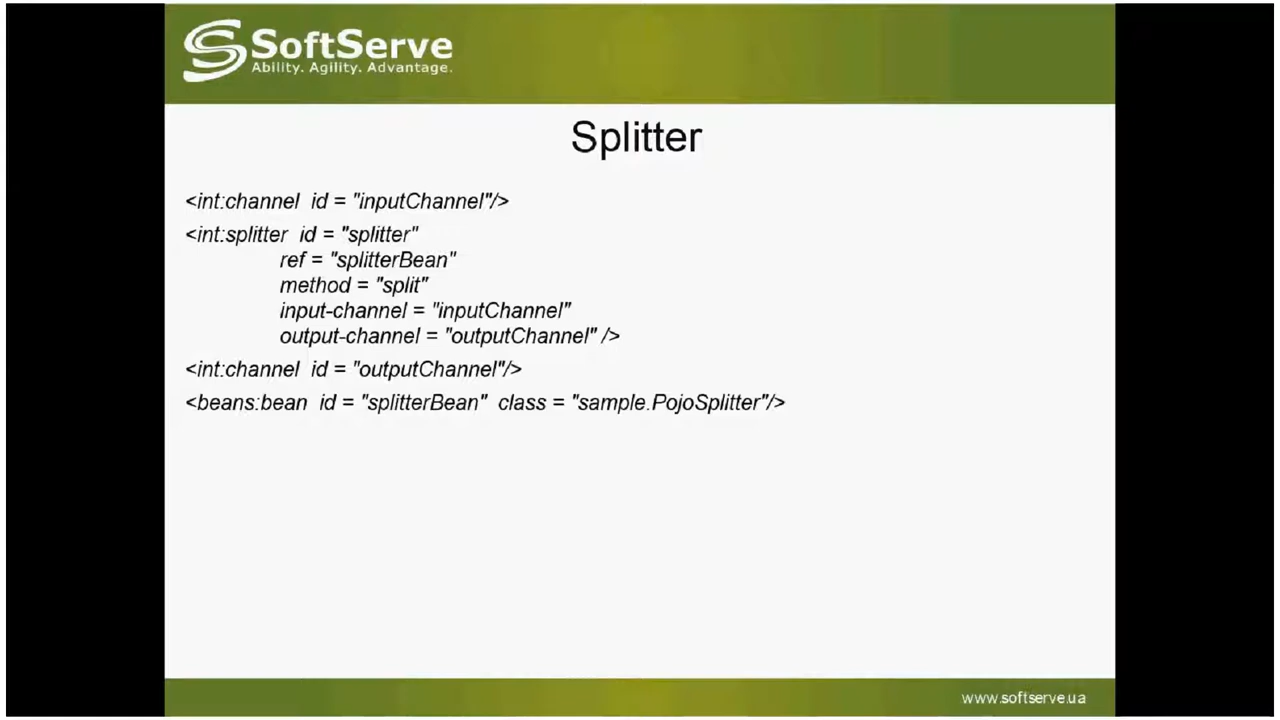 SoftServe
Ability. Agility. Advantage.
Splitter
<int:channel id = "inputChannel"/>
<int:splitter id = "splitter"
ref = "splitterBean"
method = "split"
input-channel = "inputChannel"
output-channel = "outputChannel" />
<int:channel id = "outputChannel"/>
<beans:bean id = "splitterBean" class = "sample.PojoSplitter"/>
www.softserve.ua